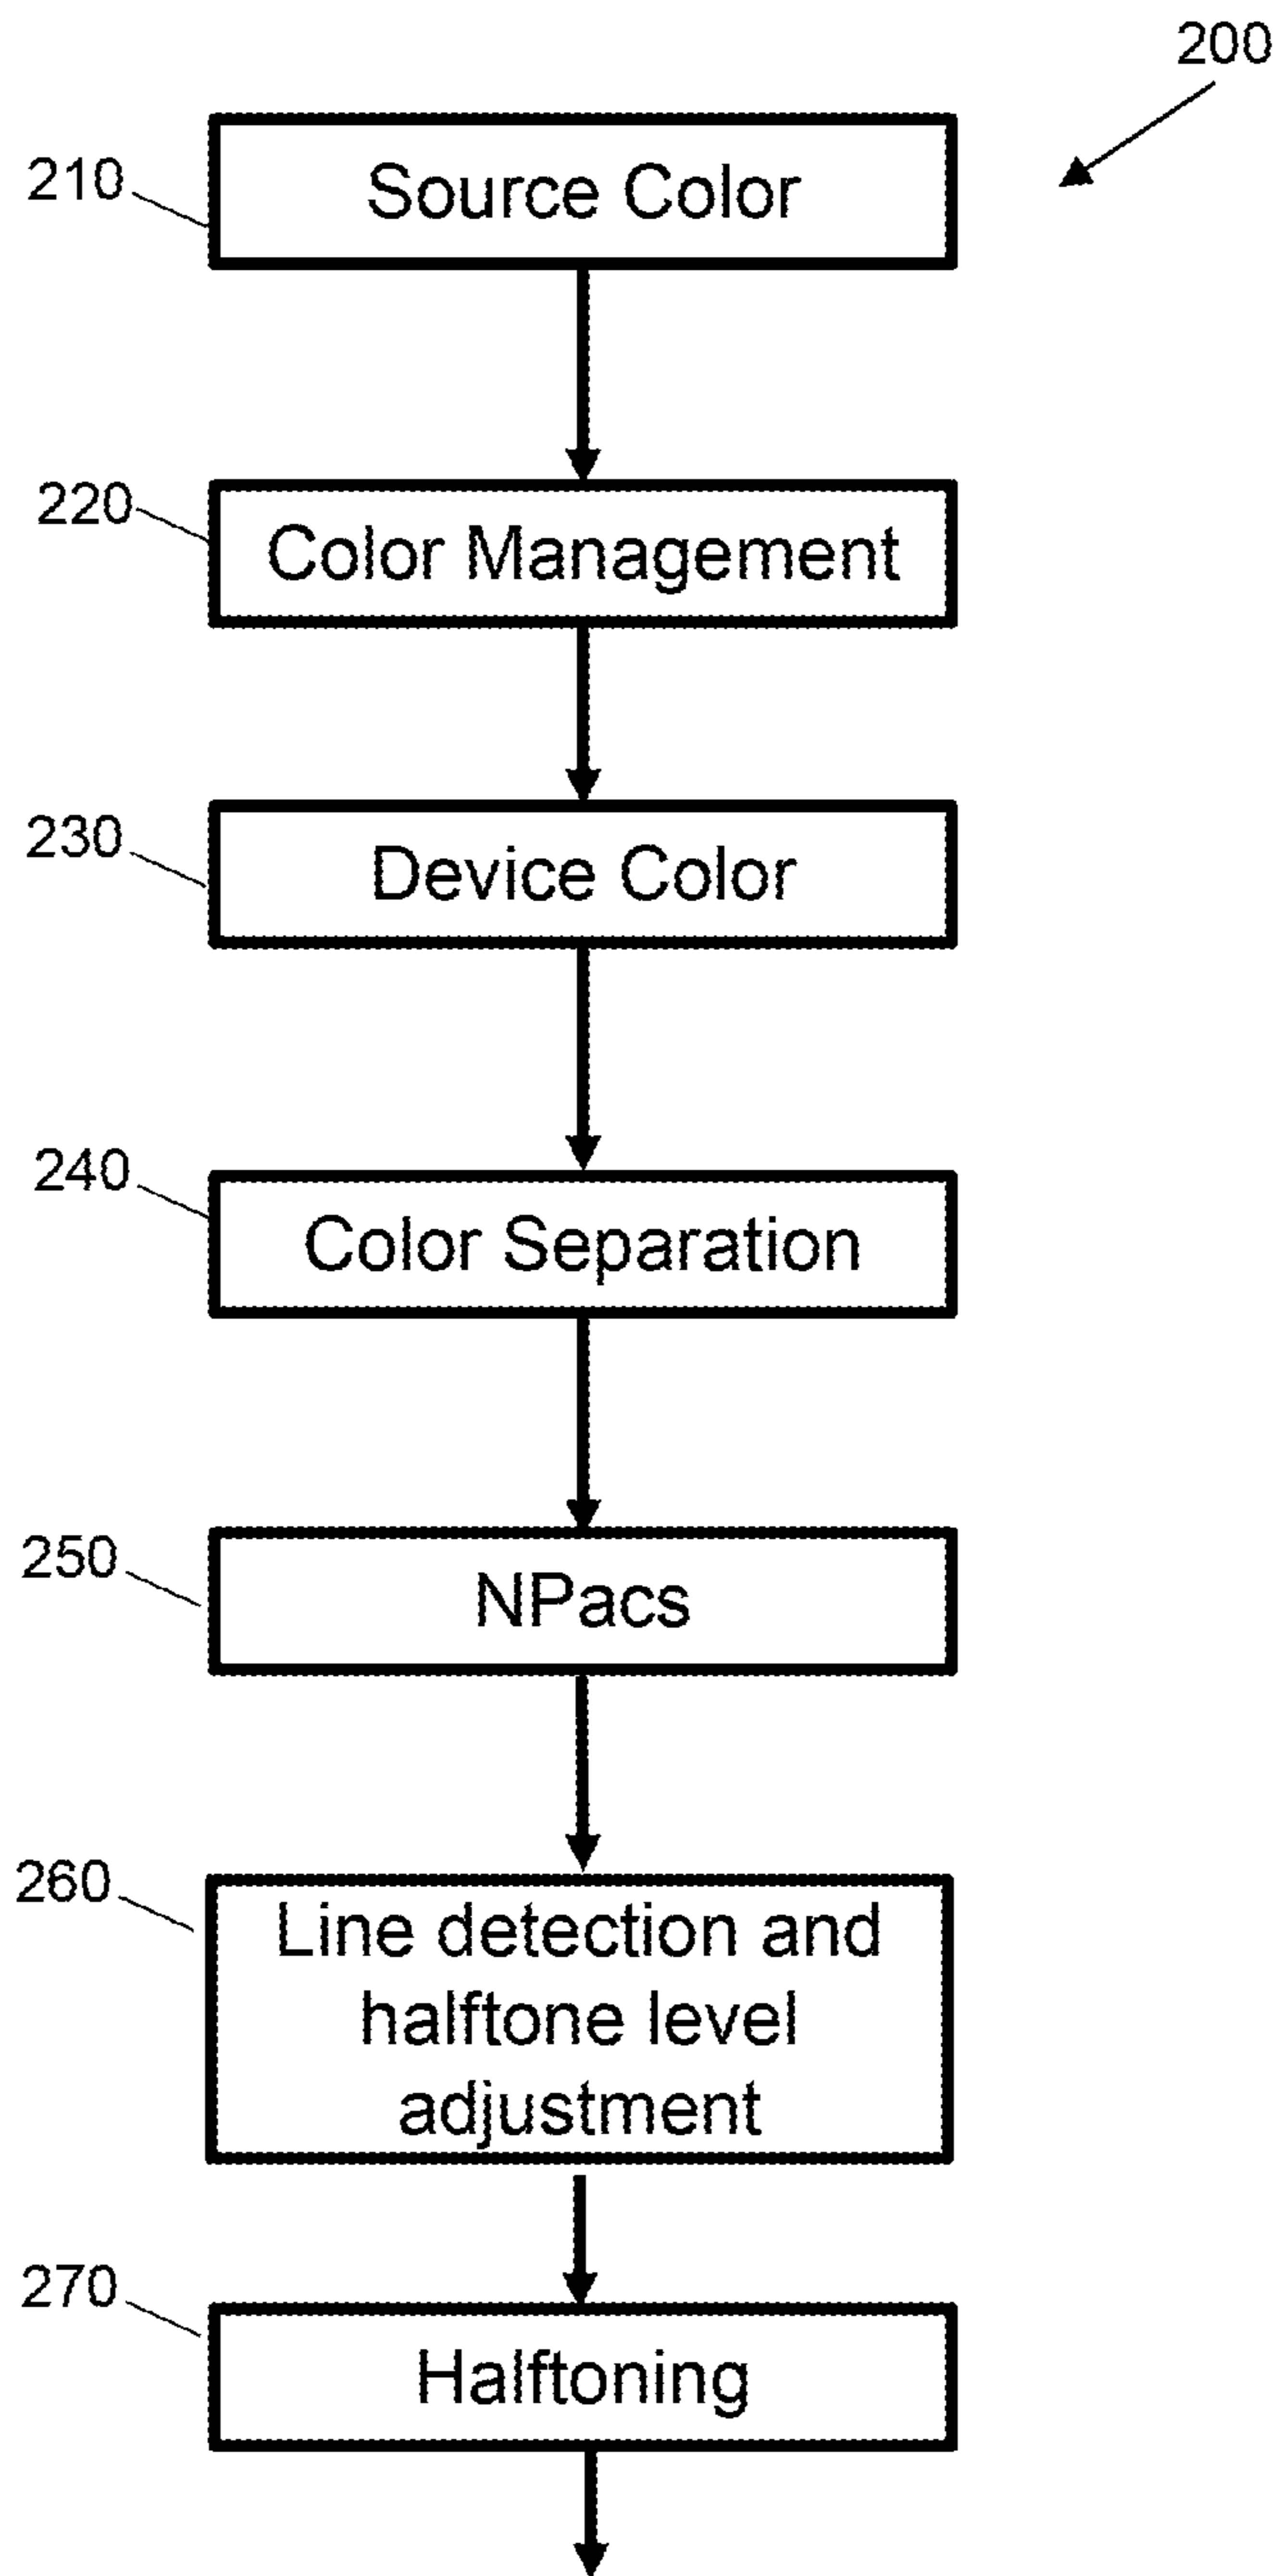 200
210
Source Color
220
Color Management
230
Device Color
240
Color Separation
250
NPacs
260
Line detection and
halftone level
adjustment
270
Halftoning